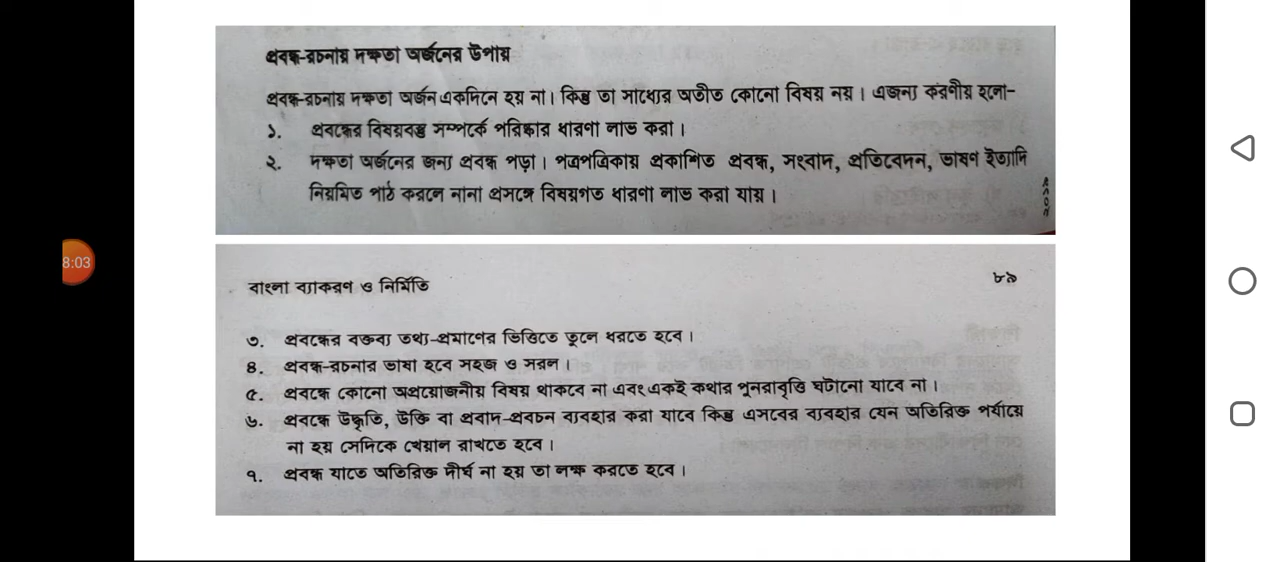 প্রবন্ধ-রচনায় দক্ষতা অর্জনের উপায়
প্রবন্ধ-রচনায় দক্ষতা অর্জন একদিনে হয় না। কিন্তু তা সাধ্যের অতীত কোনো বিষয় নয়। এজন্য করণীয় হলো-
১. প্রবন্ধের বিষয়বস্তু সম্পর্কে পরিষ্কার ধারণা লাভ করা।
২. দক্ষতা অর্জনের জন্য প্রবন্ধ পড়া। পত্রপত্রিকায় প্রকাশিত প্রবন্ধ, সংবাদ, প্রতিবেদন, ভাষণ ইত্যাদি
নিয়মিত পাঠ করলে নানা প্রসঙ্গে বিষয়গত ধারণা লাভ করা যায়।
8:03
বাংলা ব্যাকরণ ও নির্মিতি ৮৯
৩. প্রবন্ধের বক্তব্য তথ্য-প্রমাণের ভিত্তিতে তুলে ধরতে হবে।
৪. প্রবন্ধ-রচনার ভাষা হবে সহজ ও সরল।
৫. প্রবন্ধে কোনো অপ্রয়োজনীয় বিষয় থাকবে না এবং একই কথার পুনরাবৃত্তি ঘটানো যাবে না।
৬. প্রবন্ধে উদ্ধৃতি, উক্তি বা প্রবাদ-প্রবচন ব্যবহার করা যাবে কিন্তু এসবের ব্যবহার যেন অতিরিক্ত পর্যায়ে
না হয় সেদিকে খেয়াল রাখতে হবে।
৭. প্রবন্ধ যাতে অতিরিক্ত দীর্ঘ না হয় তা লক্ষ করতে হবে।